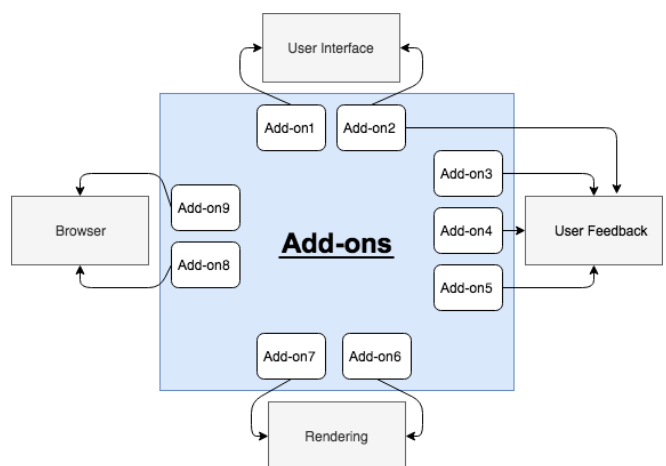 User Interface
Add-on1
Add-on2
Add-on3
Add-on9
Browser
Add-on4
User Feedback
Add-ons
Add-on8
Add-on5
Add-on7
Add-on6
Rendering